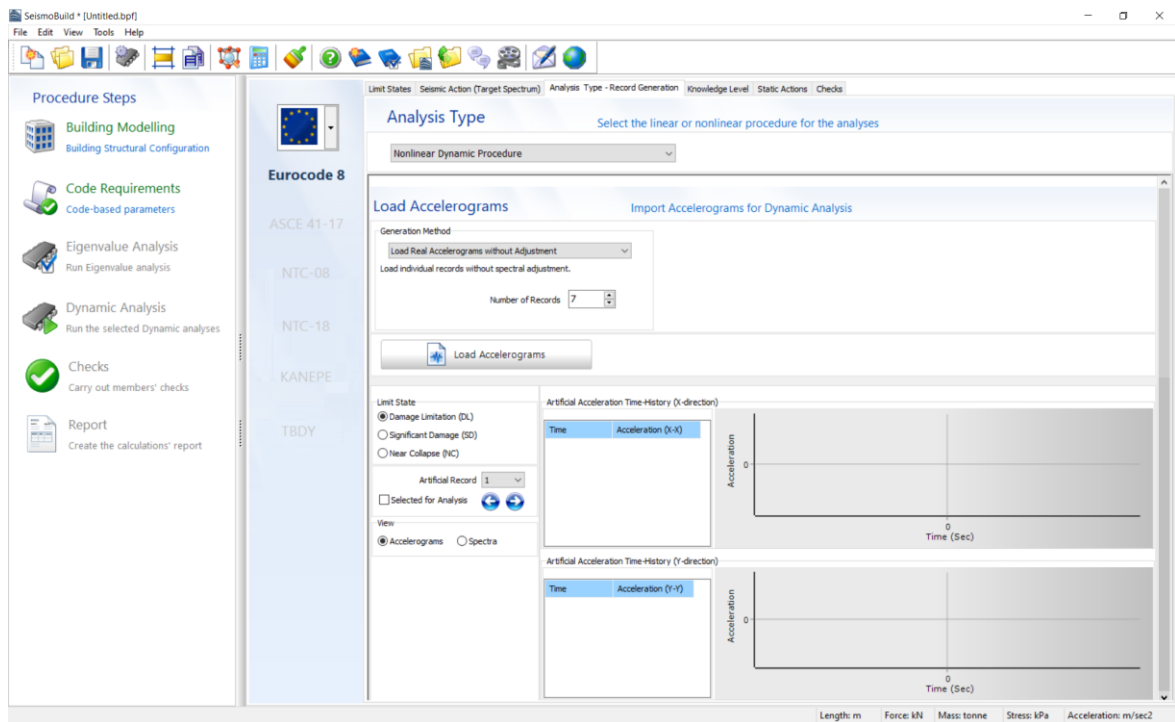 SeismoBuild * [Untitled.bpf]
File Edit View Tools Help
Procedure Steps
Building Modelling
Building Structural Configuration
Code Requirements
Code-based parameters
Eigenvalue Analysis
Run Eigenvalue analysis
Dynamic Analysis
Run the selected Dynamic analyses
Checks
Carry out members' checks
Report
Create the calculations' report
Eurocode 8
ASCE 41-17
NTC-08
NTC-18
KANEPE
TBDY
Limit States Seismic Action (Target Spectrum) Analysis Type - Record Generation Knowledge Level Static Actions Checks
Analysis Type
Select the linear or nonlinear procedure for the analyses
Nonlinear Dynamic Procedure
Load Accelerograms
Import Accelerograms for Dynamic Analysis
Generation Method
Load Real Accelerograms without Adjustment
Load individual records without spectral adjustment.
Number of Records 7
Load Accelerograms
Limit State
Damage Limitation (DL)
Significant Damage (SD)
Near Collapse (NC)
Artificial Record 1
Selected for Analysis
View
Accelerograms Spectra
Artificial Acceleration Time-History (X-direction)
Time Acceleration (X-X)
Acceleration
0
0
Time (Sec)
Artificial Acceleration Time-History (Y-direction)
Time Acceleration (Y-Y)
Acceleration
0
0
Time (Sec)
Length: m Force: kN Mass: tonne Stress: kPa Acceleration: m/sec2